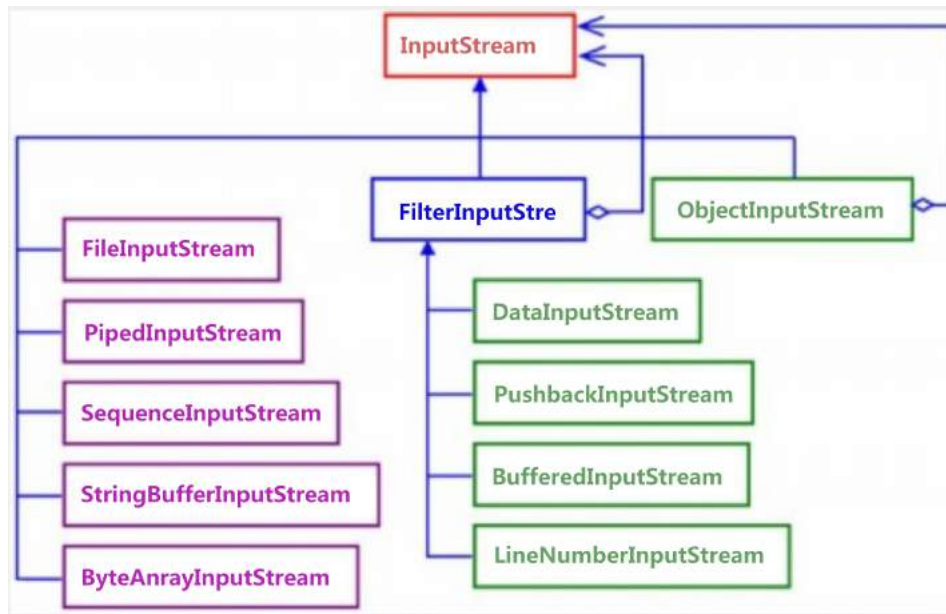 InputStream
FilterInputStre
ObjectInputStream
FileInputStream
PipedInputStream
SequenceInputStream
StringBufferInputStream
ByteAnrayInputStream
DataInputStream
PushbackInputStream
BufferedInputStream
LineNumberInputStream